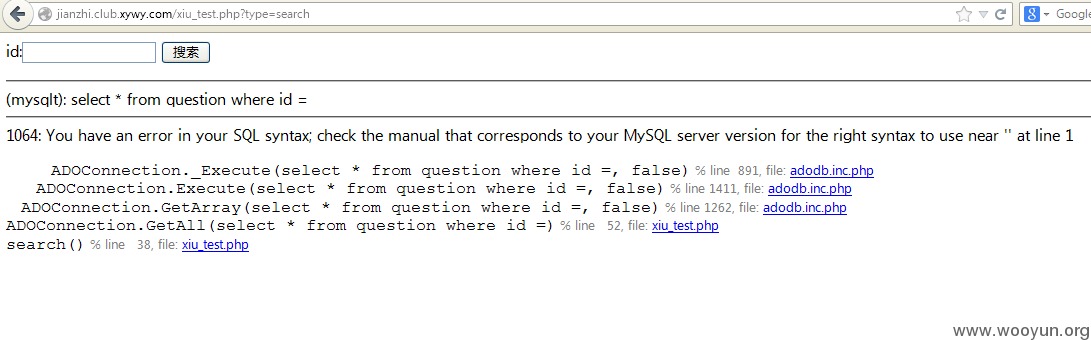 jianzhi.club.xywy.com/xiu_test.php?type=search
Google
id: 搜索
(mysqlt): select * from question where id =
1064: You have an error in your SQL syntax; check the manual that corresponds to your MySQL server version for the right syntax to use near '' at line 1
ADOConnection._Execute(select * from question where id =, false) % line 891, file: adodb.inc.php
ADOConnection.Execute(select * from question where id =, false) % line 1411, file: adodb.inc.php
ADOConnection.GetArray(select * from question where id =, false) % line 1262, file: adodb.inc.php
ADOConnection.GetAll(select * from question where id =) % line 52, file: xiu_test.php
search() % line 38, file: xiu_test.php
www.wooyun.org